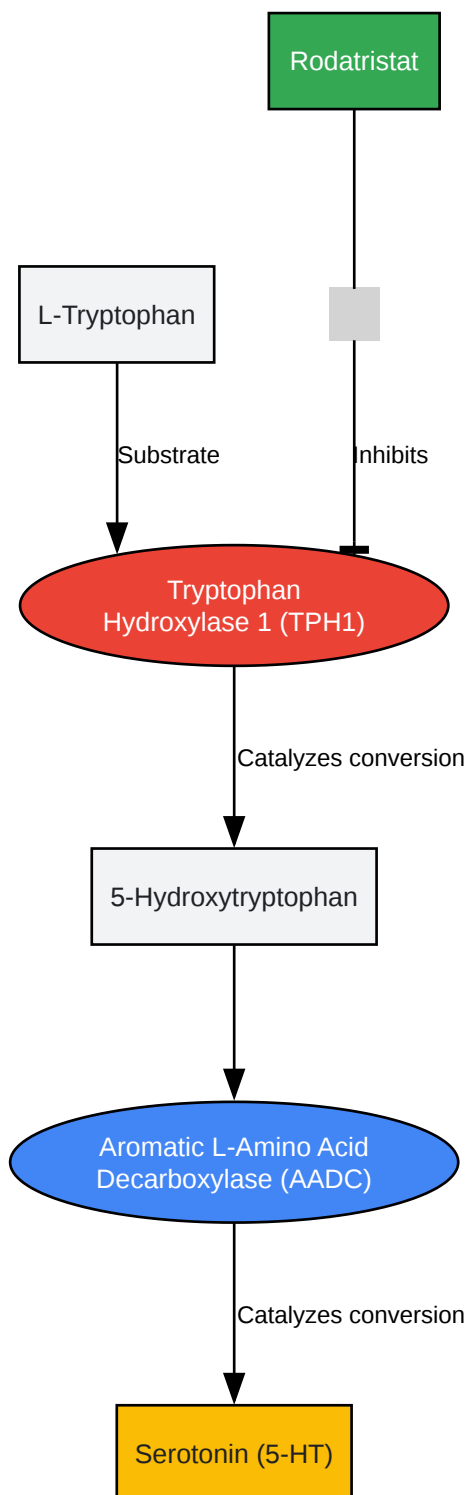 Rodatristat
L-Tryptophan
Substrate
Inhibits
Tryptophan
Hydroxylase 1 (TPH1)
Catalyzes conversion
5-Hydroxytryptophan
Aromatic L-Amino Acid
Decarboxylase (AADC)
Catalyzes conversion
Serotonin (5-HT)